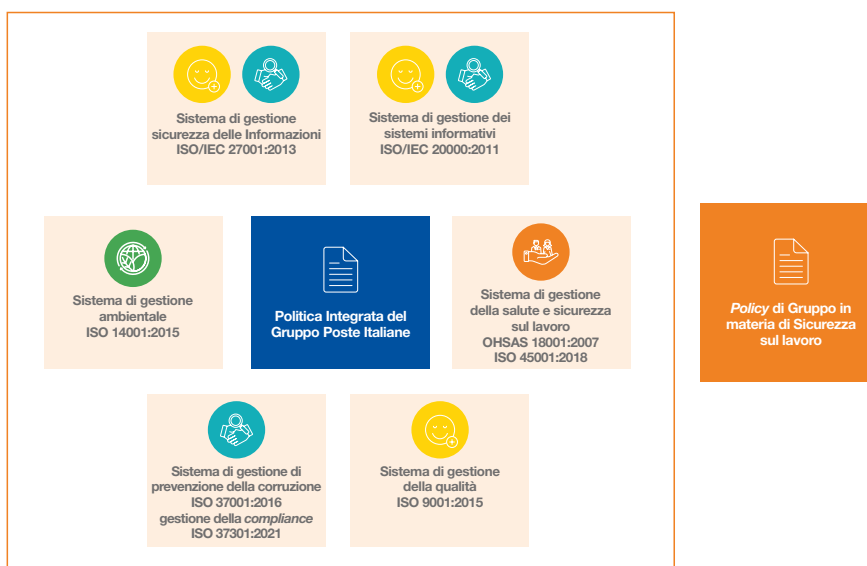 Sistema di gestione
sicurezza delle Informazioni
ISO/IEC 27001:2013
Sistema di gestione dei
sistemi informativi
ISO/IEC 20000:2011
Sistema di gestione
ambientale
ISO 14001:2015
Politica Integrata del
Gruppo Poste Italiane
Sistema di gestione
della salute e sicurezza
sul lavoro
OHSAS 18001:2007
ISO 45001:2018
Policy di Gruppo in
materia di Sicurezza
sul lavoro
Sistema di gestione di
prevenzione della corruzione
ISO 37001:2016
gestione della compliance
ISO 37301:2021
Sistema di gestione
della qualità
ISO 9001:2015